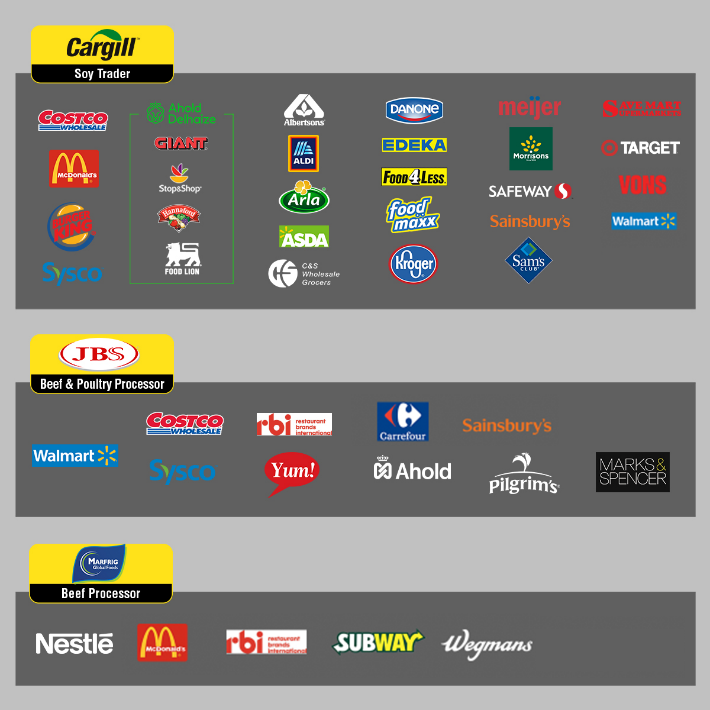 Cargill
Soy Trader
COSTCO
WHOLESALE
McDonald's
BURGER
KING
Sysco
Ahold
Delhaize
GIANT
Stop&Shop
Hannaford
FOOD LION
Albertsons
ALDI
Arla
ASDA
C&S
Wholesale
Grocers
DANONE
EDEKA
FOOD4LESS.
food
maxx
Kroger
meijer
Morrisons
SAFEWAY
Sainsbury's
Sam's
CLUB
SAVE MART
SUPERMARKETS
TARGET
VONS
Walmart
JBS
Beef & Poultry Processor
Walmart
COSTCO
WHOLESALE
Sysco
rbi restaurant
brands
international
Yum!
Carrefour
Ahold
Sainsbury's
Pilgrim's
MARKS&
SPENCER
MARFRIG
Global Foods
Beef Processor
Nestlé
McDonald's
rbi restaurant
brands
international
SUBWAY
Wegmans